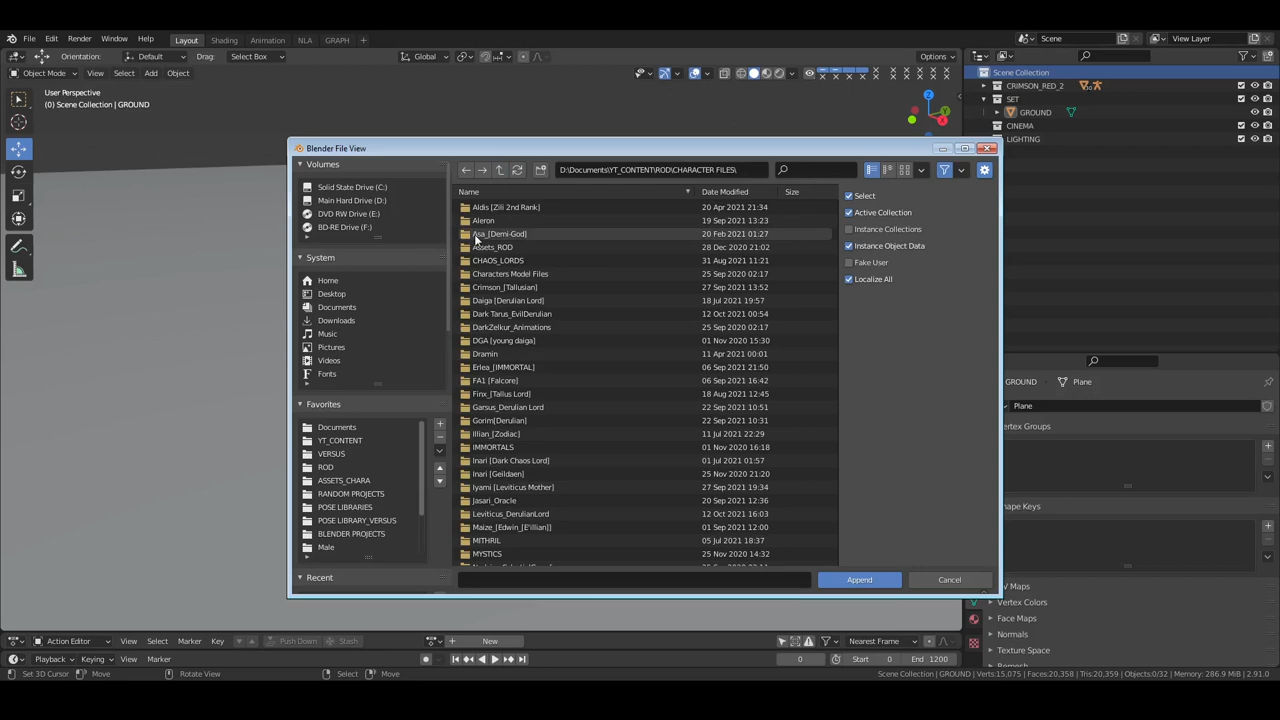 File Edit Render Window Help Layout Shading Animation NLA GRAPH + Scene View Layer
Orientation: Default Drag: Select Box Global Options
Object Mode View Select Add Object
User Perspective
(0) Scene Collection | GROUND
Scene Collection
CRIMSON_RED_2
SET
GROUND
CINEMA
LIGHTING
Z
Y
X
Blender File View
Volumes
Solid State Drive (C:)
Main Hard Drive (D:)
DVD RW Drive (E:)
BD-RE Drive (F:)
System
Home
Desktop
Documents
Downloads
Music
Pictures
Videos
Fonts
Favorites
Documents
YT_CONTENT
VERSUS
ROD
ASSETS_CHARA
RANDOM PROJECTS
POSE LIBRARIES
POSE LIBRARY_VERSUS
BLENDER PROJECTS
Male
Recent
D:\Documents\YT_CONTENT\ROD\CHARACTER FILES\
Name Date Modified Size
Aldis [Zili 2nd Rank] 20 Apr 2021 21:34
Aleron 19 Sep 2021 13:23
Asa_[Demi-God] 20 Feb 2021 01:27
Assets_ROD 28 Dec 2020 21:02
CHAOS_LORDS 31 Aug 2021 11:21
Characters Model Files 25 Sep 2020 02:17
Crimson_[Tallusian] 27 Sep 2021 13:52
Daiga [Derulian Lord] 18 Jul 2021 19:57
Dark Tarus_EvilDerulian 12 Oct 2021 00:54
DarkZelkur_Animations 25 Sep 2020 02:17
DGA [young daiga] 01 Nov 2020 15:30
Dramin 11 Apr 2021 00:01
Erlea_[IMMORTAL] 06 Sep 2021 21:50
FA1 [Falcore] 06 Sep 2021 16:42
Finx_[Tallus Lord] 18 Aug 2021 12:45
Garsus_Derulian Lord 22 Sep 2021 10:51
Gorim[Derulian] 22 Sep 2021 10:31
Illian_[Zodiac] 11 Jul 2021 22:29
IMMORTALS 01 Nov 2020 16:18
Inari [Dark Chaos Lord] 01 Jul 2021 01:57
Inari [Geildaen] 25 Nov 2020 21:20
Iyami [Leviticus Mother] 27 Sep 2021 19:34
Jasari_Oracle 20 Sep 2021 12:36
Leviticus_DerulianLord 12 Oct 2021 16:03
Maize_[Edwin_[E'illian]] 01 Sep 2021 12:00
MITHRIL 05 Jul 2021 18:37
MYSTICS 25 Nov 2020 14:32
Select
Active Collection
Instance Collections
Instance Object Data
Fake User
Localize All
Append Cancel
GROUND Plane
Plane
ertex Groups
hape Keys
V Maps
Vertex Colors
Face Maps
Normals
Texture Space
Remesh
Action Editor View Select Marker Key Push Down Stash + New Nearest Frame
Playback Keying View Marker 0 Start 0 End 1200
Set 3D Cursor Rotate View Select Move Scene Collection | GROUND Verts:15,075 | Faces:20,358 | Tris:20,359 | Objects:0/32 | Memory: 286.9 MiB | 2.91.0